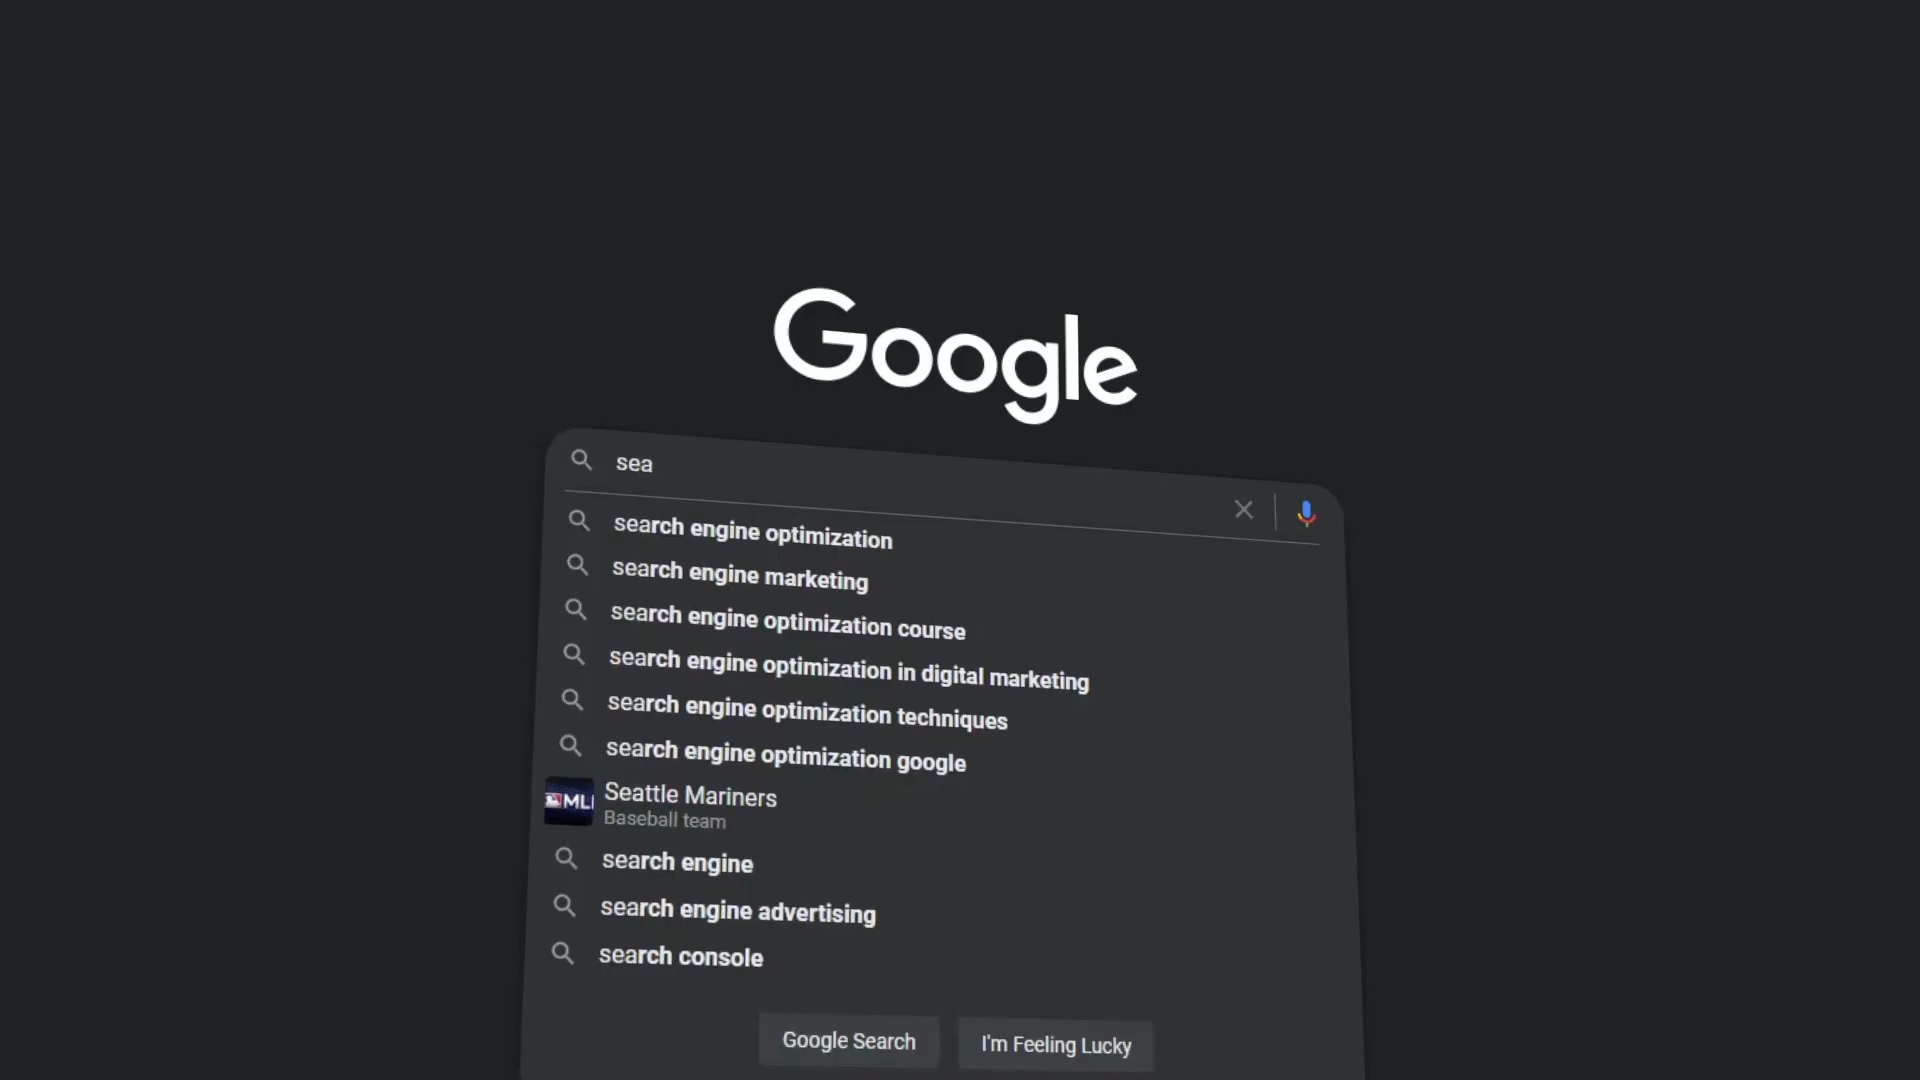 Google
sea
search engine optimization
search engine marketing
search engine optimization course
search engine optimization in digital marketing
search engine optimization techniques
search engine optimization google
Seattle Mariners
Baseball team
search engine
search engine advertising
search console
Google Search
I'm Feeling Lucky